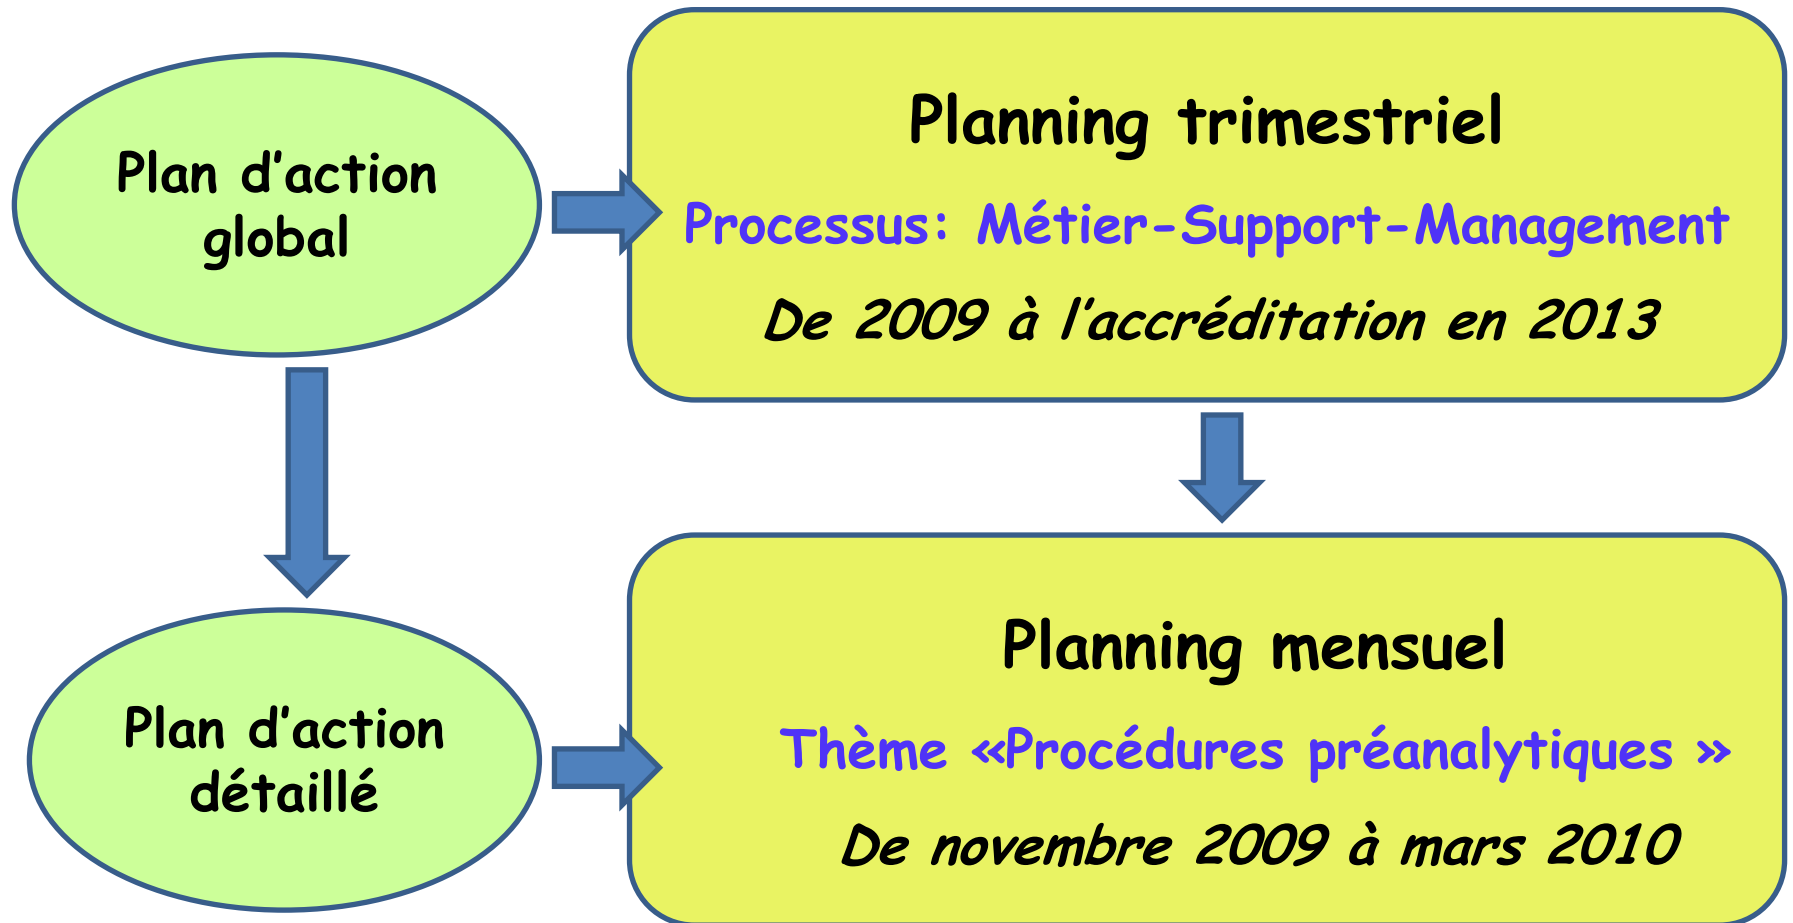 Plan d’action
global
Planning trimestriel
Processus: Métier-Support-Management
De 2009 à l’accréditation en 2013
Plan d’action
détaillé
Planning mensuel
Thème «Procédures préanalytiques »
De novembre 2009 à mars 2010